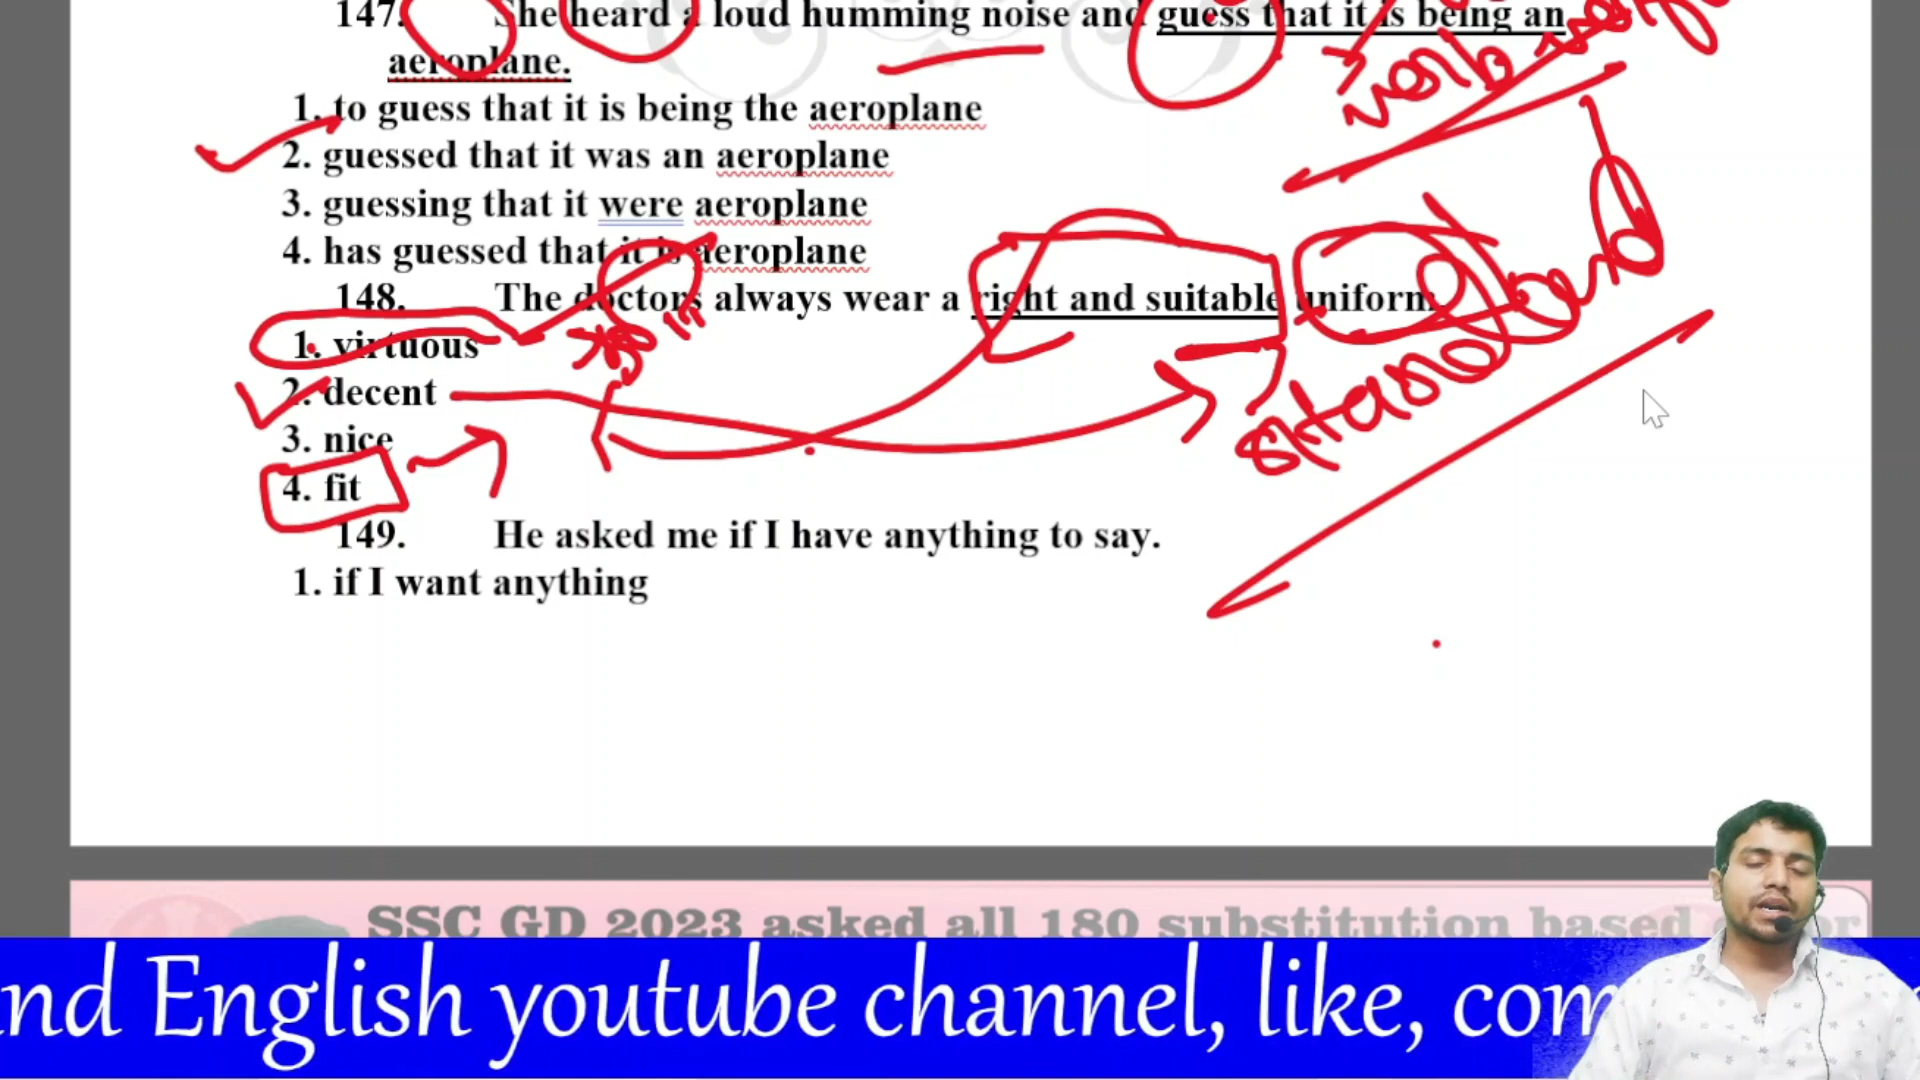 147. She heard a loud humming noise and guess that it is being an
aeroplane.
verb
1. to guess that it is being the aeroplane
2. guessed that it was an aeroplane
3. guessing that it were aeroplane
4. has guessed that it is aeroplane
148. The doctors always wear a right and suitable uniform
1. virtuous
2. decent
standard
3. nice
4. fit
149. He asked me if I have anything to say.
1. if I want anything
SSC GD 2023 asked all 180 substitution based
nd English youtube channel, like, com